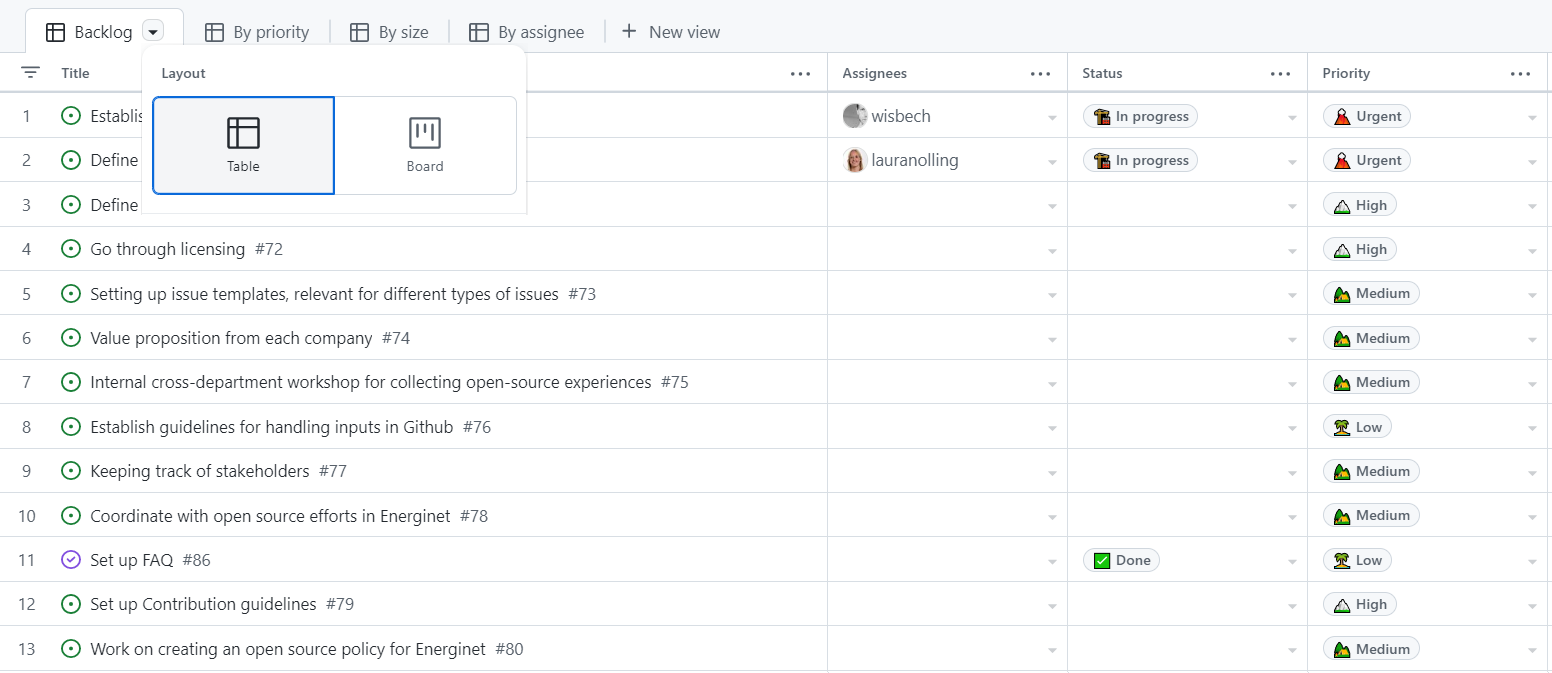 Backlog By priority By size By assignee New view
Title Layout Assignees Status Priority
1 wisbech In progress Urgent
Table Board
2 Define lauranolling In progress Urgent
3 Define High
4 Go through licensing #72 High
5 Setting up issue templates, relevant for different types of issues #73 Medium
6 Value proposition from each company #74 Medium
7 Internal cross-department workshop for collecting open-source experiences #75 Medium
8 Establish guidelines for handling inputs in Github #76 Low
9 Keeping track of stakeholders #77 Medium
10 Coordinate with open source efforts in Energinet #78 Medium
11 Set up FAQ #86 Done Low
12 Set up Contribution guidelines #79 High
13 Work on creating an open source policy for Energinet #80 Medium